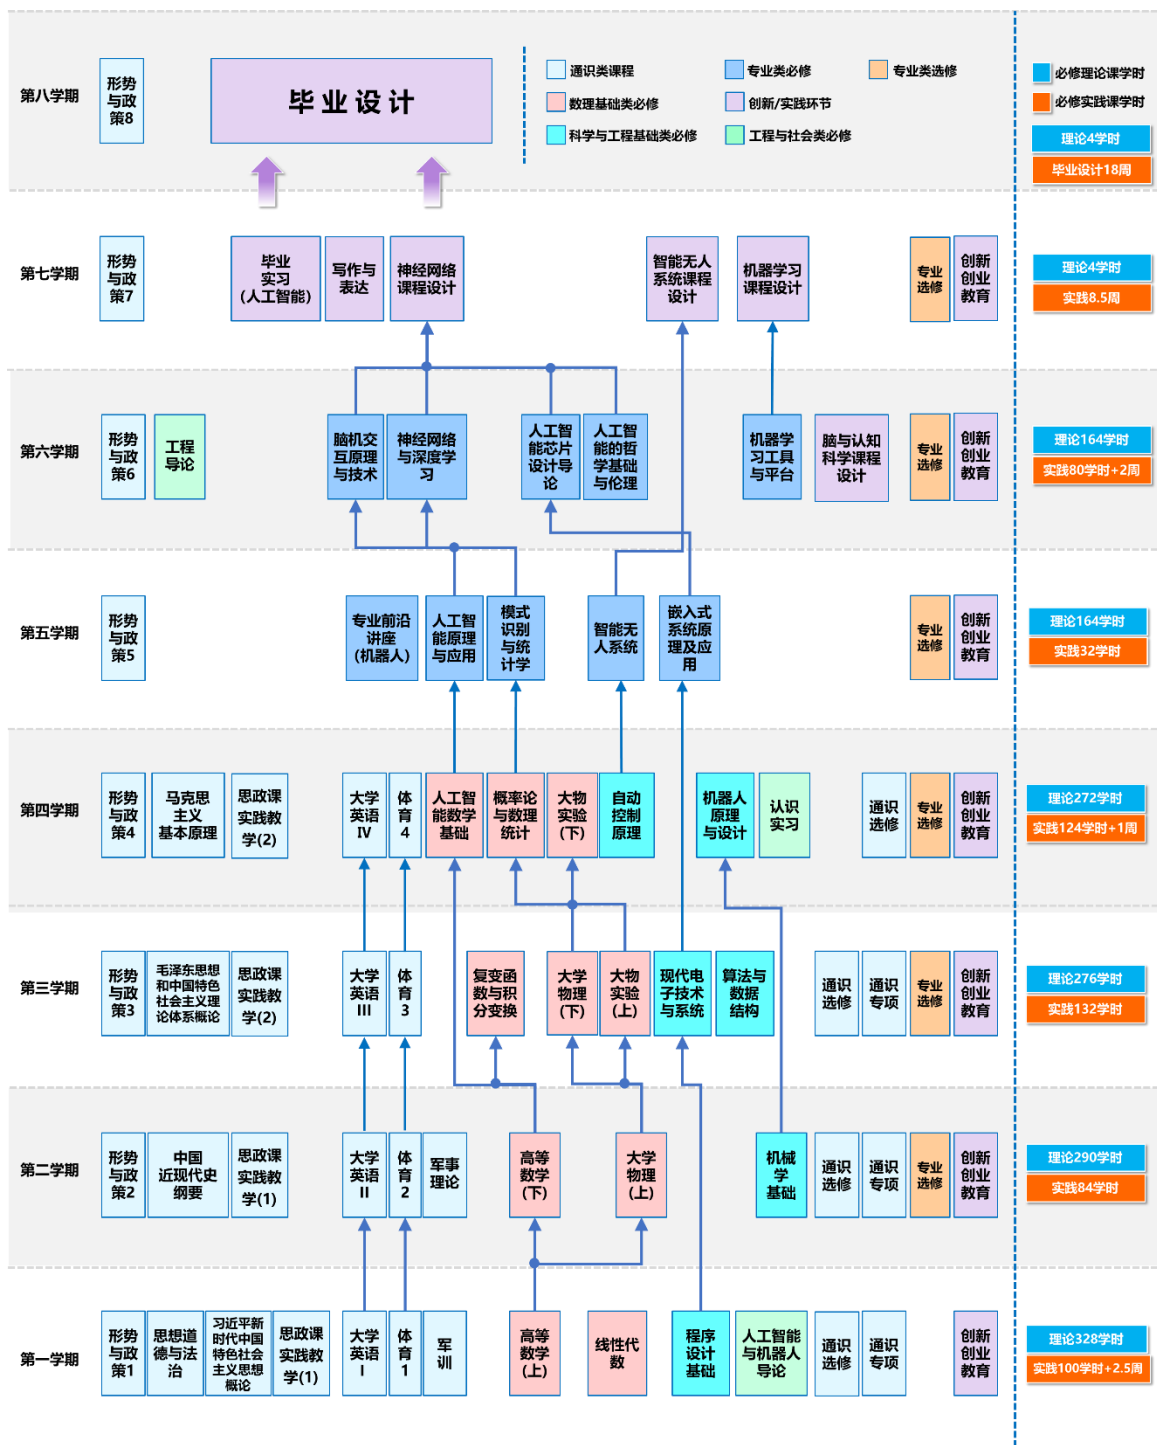 第八学期
形势
与政
策8
毕业设计
通识类课程
专业类必修
专业类选修
数理基础类必修
创新/实践环节
科学与工程基础类必修
工程与社会类必修
必修理论课学时
必修实践课学时
理论4学时
毕业设计18周
第七学期
形势
与政
策7
毕业
实习
(人工智能)
写作与
表达
神经网络
课程设计
智能无人
系统课程
设计
机器学习
课程设计
专业
选修
创新
创业
教育
理论4学时
实践8.5周
第六学期
形势
与政
策6
工程
导论
脑机交
互原理
与技术
神经网络
与深度学
习
人工智
能芯片
设计导
论
人工智
能的哲
学基础
与伦理
机器学
习工具
与平台
脑与认知
科学课程
设计
专业
选修
创新
创业
教育
理论164学时
实践80学时+2周
第五学期
形势
与政
策5
专业前沿
讲座
(机器人)
人工智
能原理
与应用
模式
识别
与统
计学
智能无
人系统
嵌入式
系统原
理及应
用
专业
选修
创新
创业
教育
理论164学时
实践32学时
第四学期
形势
与政
策4
马克思
主义
基本原理
思政课
实践教
学(2)
大学
英语
IV
体
育
4
人工智
能数学
基础
概率论
与数理
统计
大物
实验
(下)
自动
控制
原理
机器人
原理
与设计
认识
实习
通识
选修
专业
选修
创新
创业
教育
理论272学时
实践124学时+1周
第三学期
形势
与政
策3
毛泽东思想
和中国特色
社会主义理
论体系概论
思政课
实践教
学(2)
大学
英语
III
体
育
3
复变函
数与积
分变换
大学
物理
(下)
大物
实验
(上)
现代电
子技术
与系统
算法与
数据
结构
通识
选修
通识
专项
专业
选修
创新
创业
教育
理论276学时
实践132学时
第二学期
形势
与政
策2
中国
近现代史
纲要
思政课
实践教
学(1)
大学
英语
II
体
育
2
军事
理论
高等
数学
(下)
大学
物理
(上)
机械
学
基础
通识
选修
通识
专项
专业
选修
创新
创业
教育
理论290学时
实践84学时
第一学期
形势
与政
策1
思想道
德与法
治
习近平新
时代中国
特色社会
主义思想
概论
思政课
实践教
学(1)
大学
英语
I
体
育
1
军
训
高等
数学
(上)
线性代
数
程序
设计
基础
人工智能
与机器人
导论
通识
选修
通识
专项
创新
创业
教育
理论328学时
实践100学时+2.5周